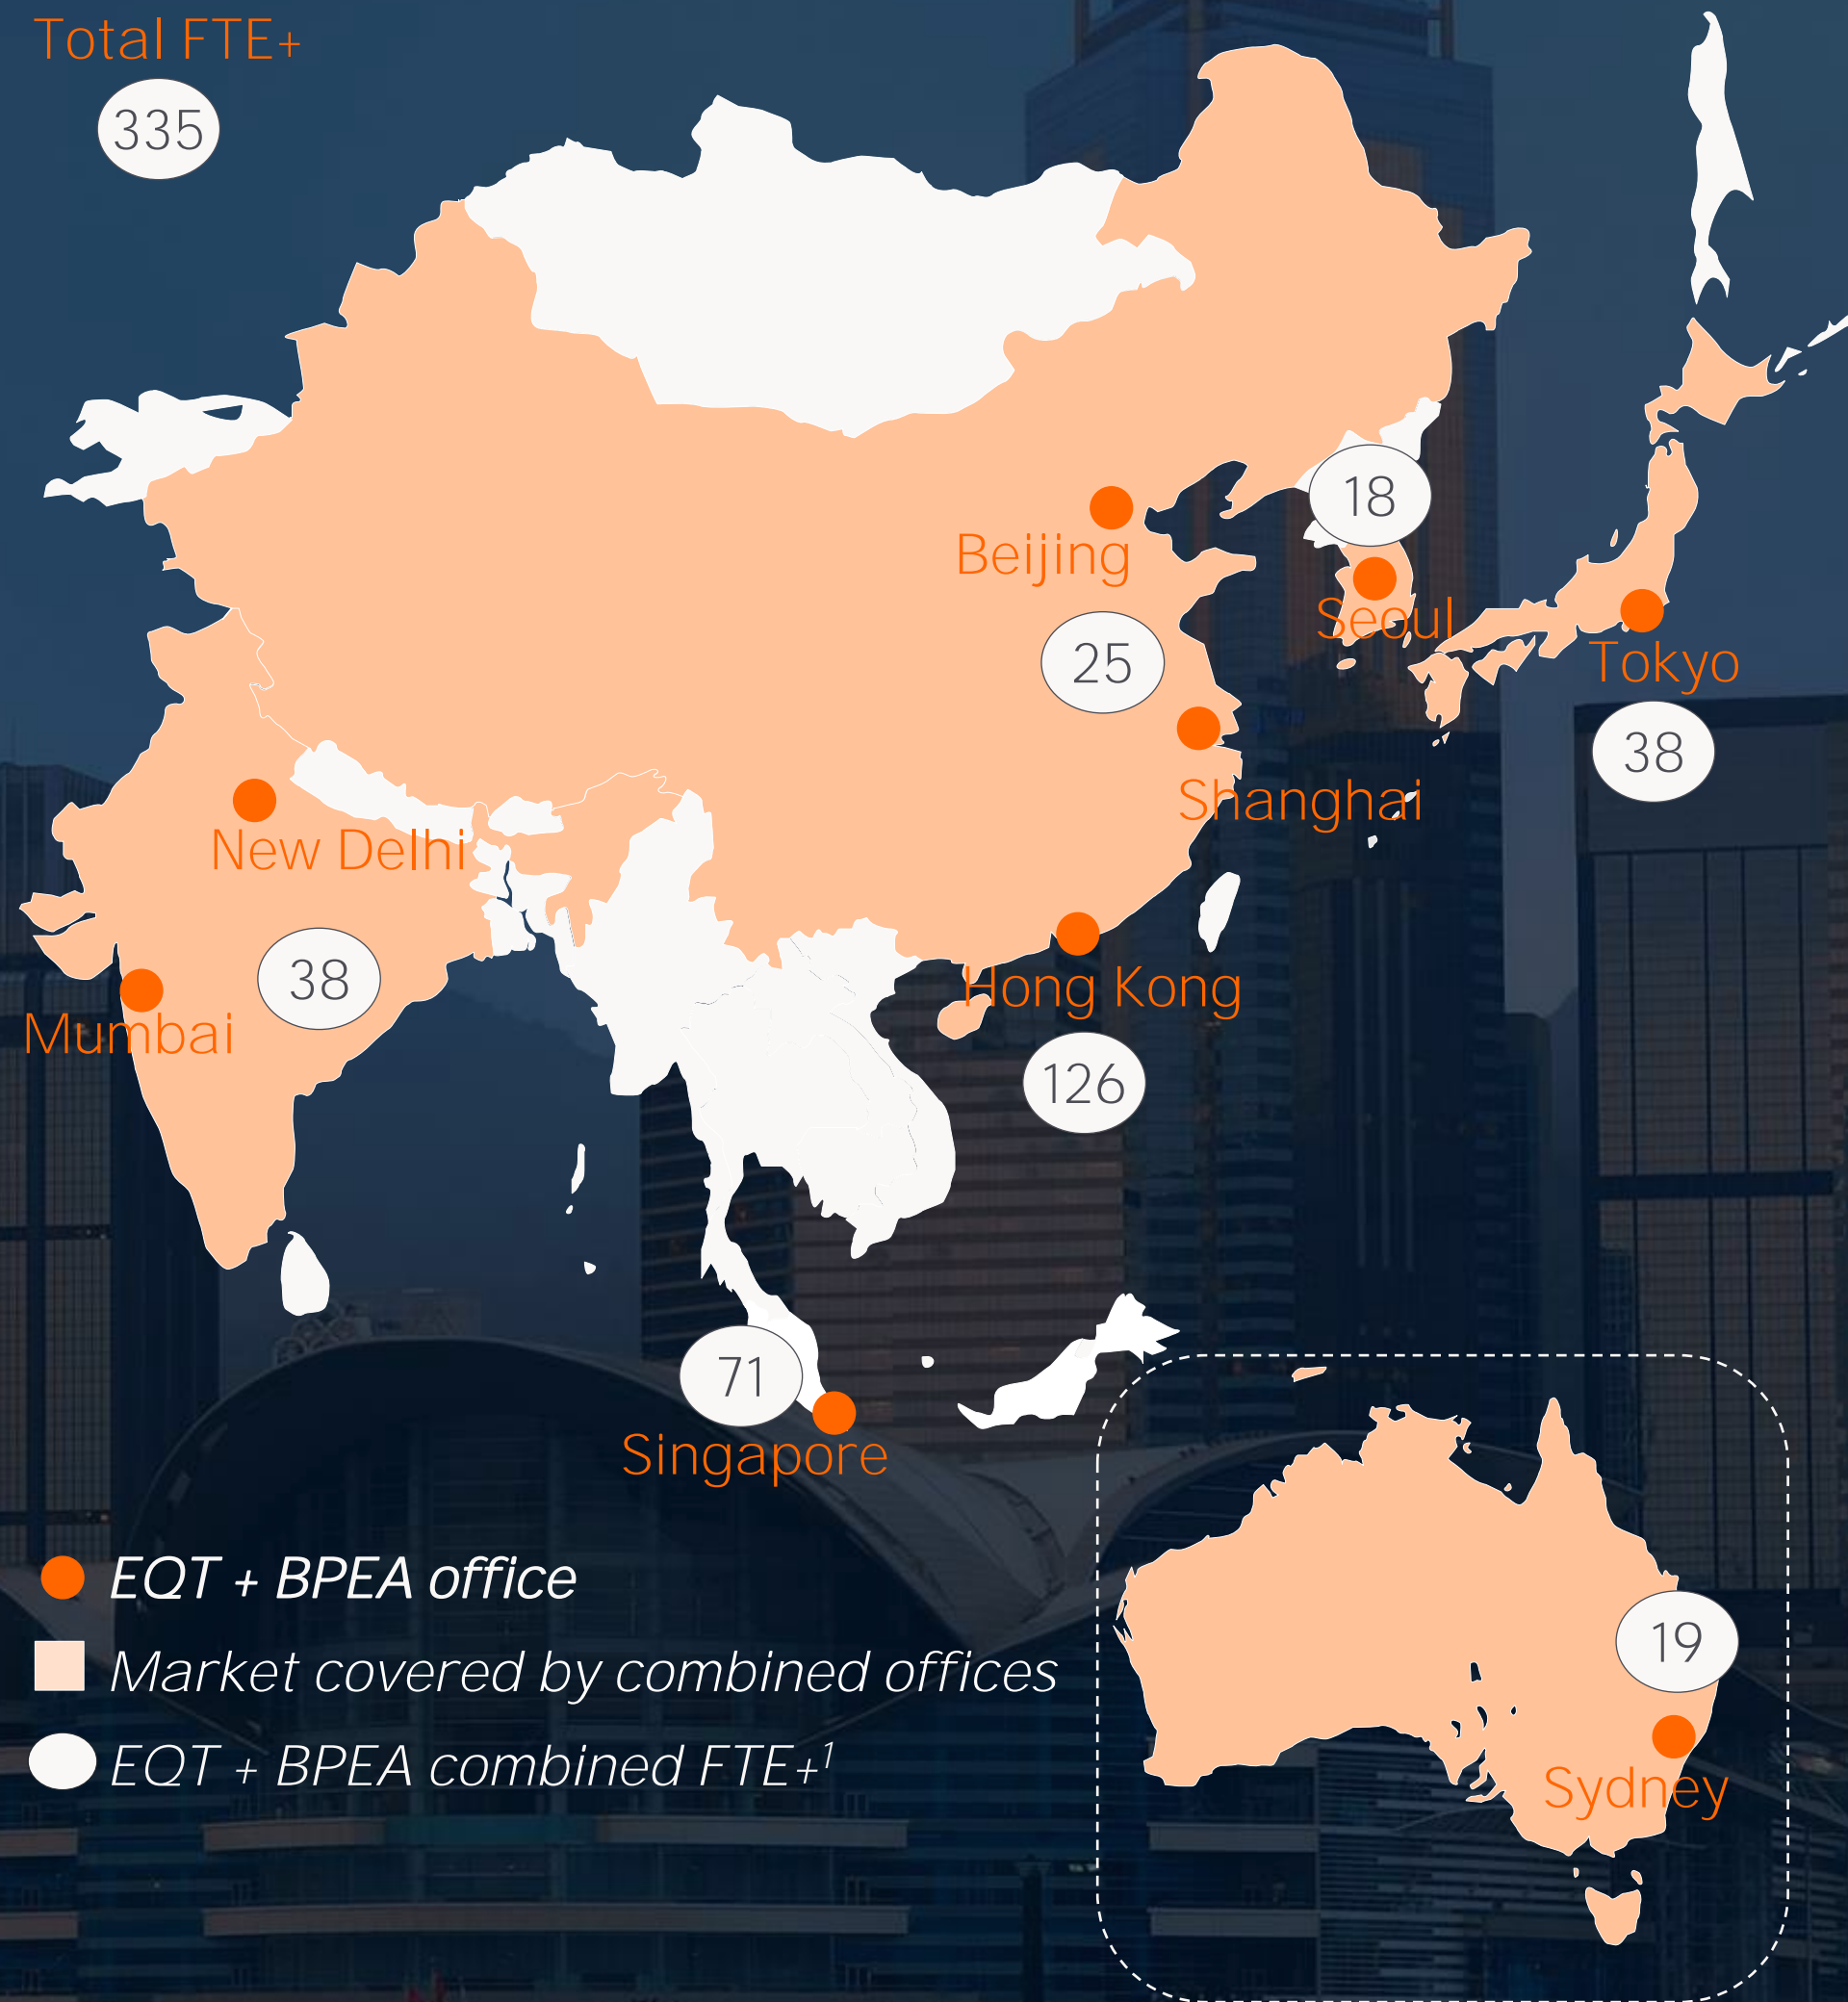 Total FTE+
335
18
Beijing
Seoul
25
Tokyo
38
Shanghai
New Delhi
38
Hong Kong
Mumbai
126
71
Singapore
EQT + BPEA office
19
Market covered by combined offices
EQT + BPEA combined FTE+¹
Sydney